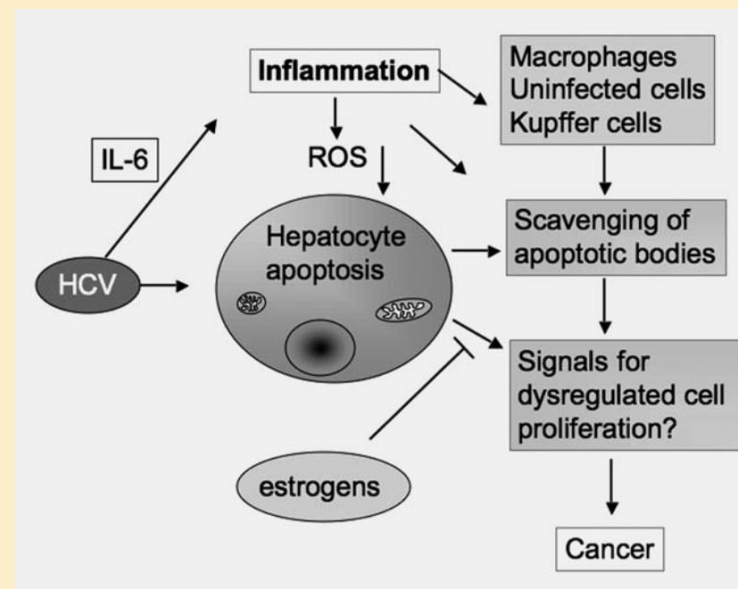 Inflammation
Macrophages
Uninfected cells
Kupffer cells
IL-6
ROS
HCV
Hepatocyte
apoptosis
Scavenging of
apoptotic bodies
Signals for
dysregulated cell
proliferation?
estrogens
Cancer